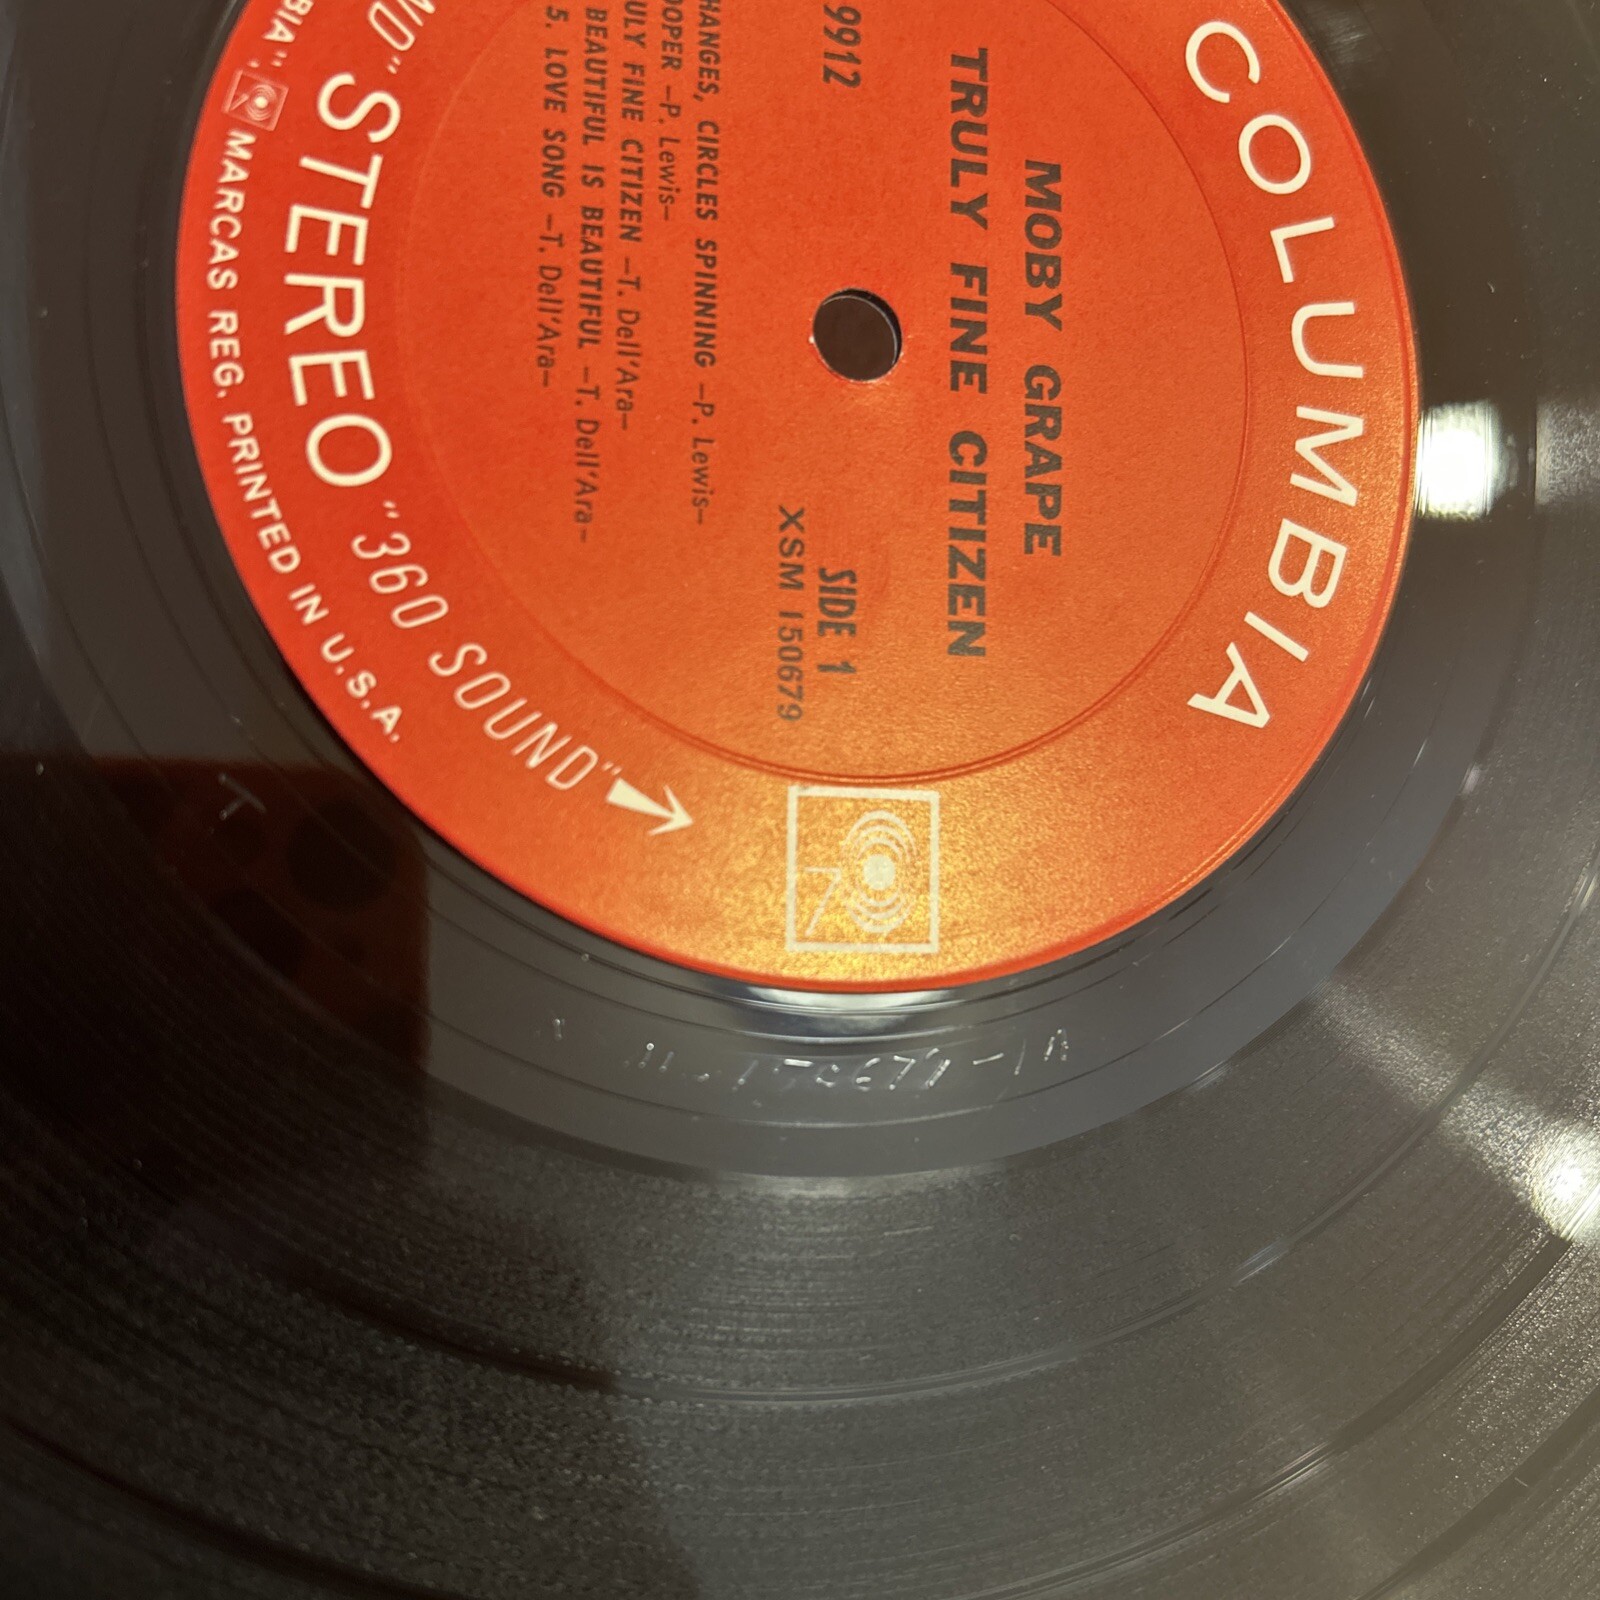 COLUMBIA
MOBY GRAPE
TRULY FINE CITIZEN
9912
SIDE 1
XSM 150679
HANGES, CIRCLES SPINNING –P. Lewis–
OOPER –P. Lewis–
ULY FINE CITIZEN –T. Dell'Ara–
BEAUTIFUL IS BEAUTIFUL –T. Dell'Ara–
5. LOVE SONG –T. Dell'Ara–
STEREO "360 SOUND"
BIA", MARCAS REG. PRINTED IN U.S.A.